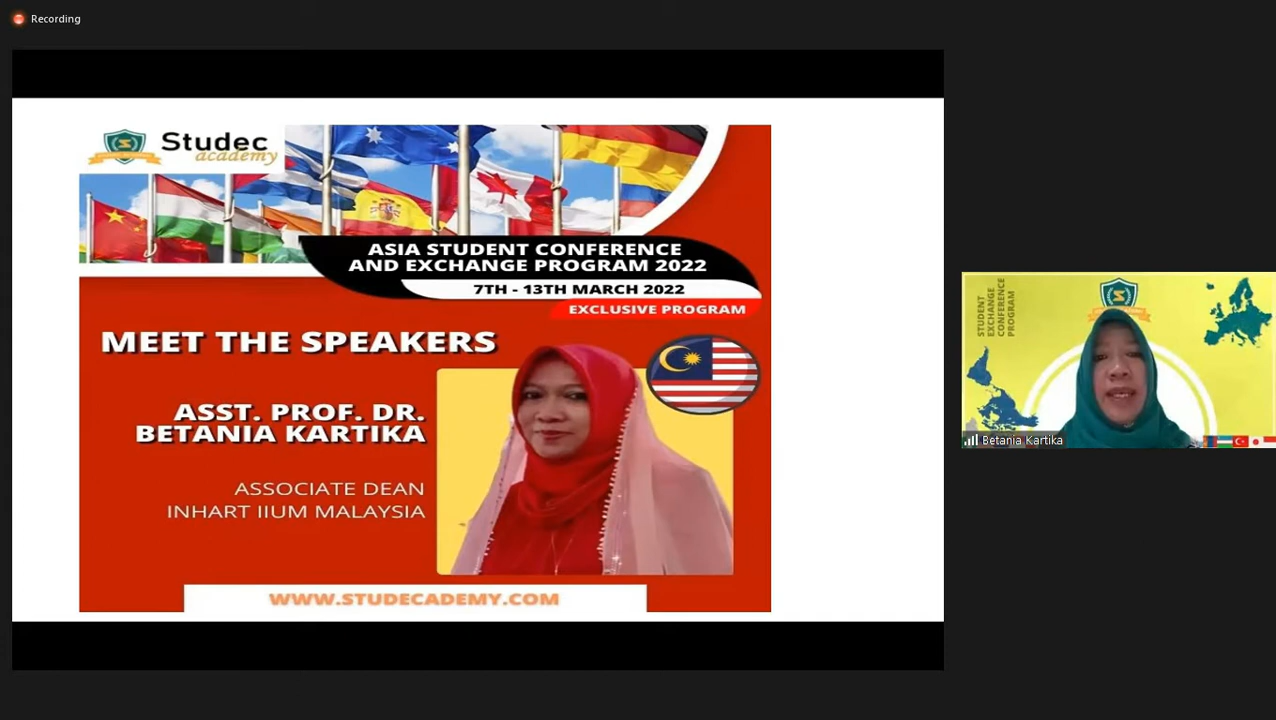 Recording
Studec
academy
ASIA STUDENT CONFERENCE
AND EXCHANGE PROGRAM 2022
7TH - 13TH MARCH 2022
EXCLUSIVE PROGRAM
MEET THE SPEAKERS
ASST. PROF. DR.
BETANIA KARTIKA
ASSOCIATE DEAN
INHART IIUM MALAYSIA
WWW.STUDECADEMY.COM
STUDENT
EXCHANGE
CONFERENCE
PROGRAM
Betania Kartika